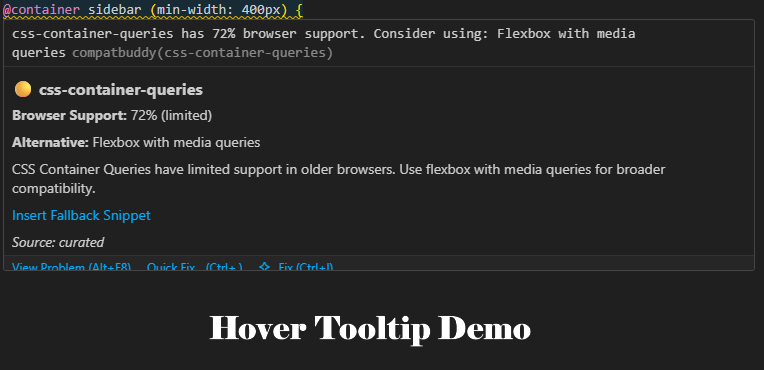 @container sidebar (min-width: 400px) {
css-container-queries has 72% browser support. Consider using: Flexbox with media
queries compatbuddy(css-container-queries)
css-container-queries
Browser Support: 72% (limited)
Alternative: Flexbox with media queries
CSS Container Queries have limited support in older browsers. Use flexbox with media queries for broader
compatibility.
Insert Fallback Snippet
Source: curated
View Problem (Alt+F8) Quick Fix... (Ctrl+.) Fix (Ctrl+I)
Hover Tooltip Demo